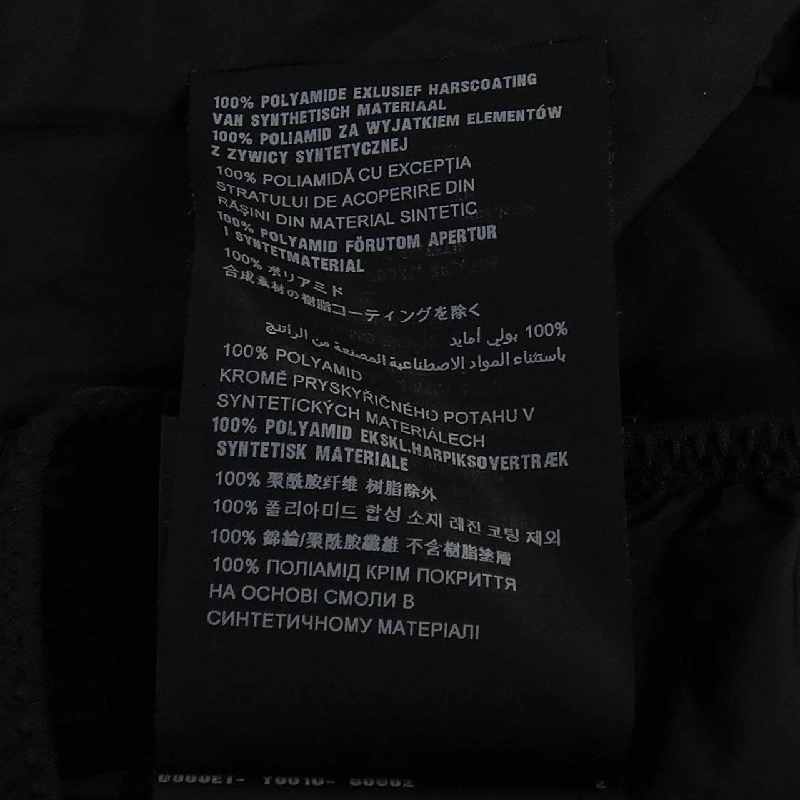 100% POLYAMIDE EXLUSIEF HARSCOATING
VAN SYNTHETISCH MATERIAAL
100% POLIAMID ZA WYJATKIEM ELEMENTÓW
Z ZYWICY SYNTETYCZNEJ
100% POLIAMIDĂ CU EXCEPȚIA
STRATULUI DE ACOPERIRE DIN
RĂȘINI DIN MATERIAL SINTETIC
100% POLYAMID FÖRUTOM APERTUR
I SYNTETMATERIAL
100% ポリアミド
合成素材の樹脂コーティングを除く
100% بولي أمايد
باستثناء المواد الاصطناعية المصنعة من الراتنج
100% POLYAMID
KROMĚ PRYSKYŘIČNÉHO POTAHU V
SYNTETICKÝCH MATERIÁLECH
100% POLYAMID EKSKL.HARPIKSOVERTRÆK
SYNTETISK MATERIALE
100% 聚酰胺纤维 树脂除外
100% 폴리아미드 합성 소재 레진 코팅 제외
100% 錦綸/聚酰胺纖維 不含樹脂塗層
100% ПОЛІАМІД КРІМ ПОКРИТТЯ
НА ОСНОВІ СМОЛИ В
СИНТЕТИЧНОМУ МАТЕРІАЛІ